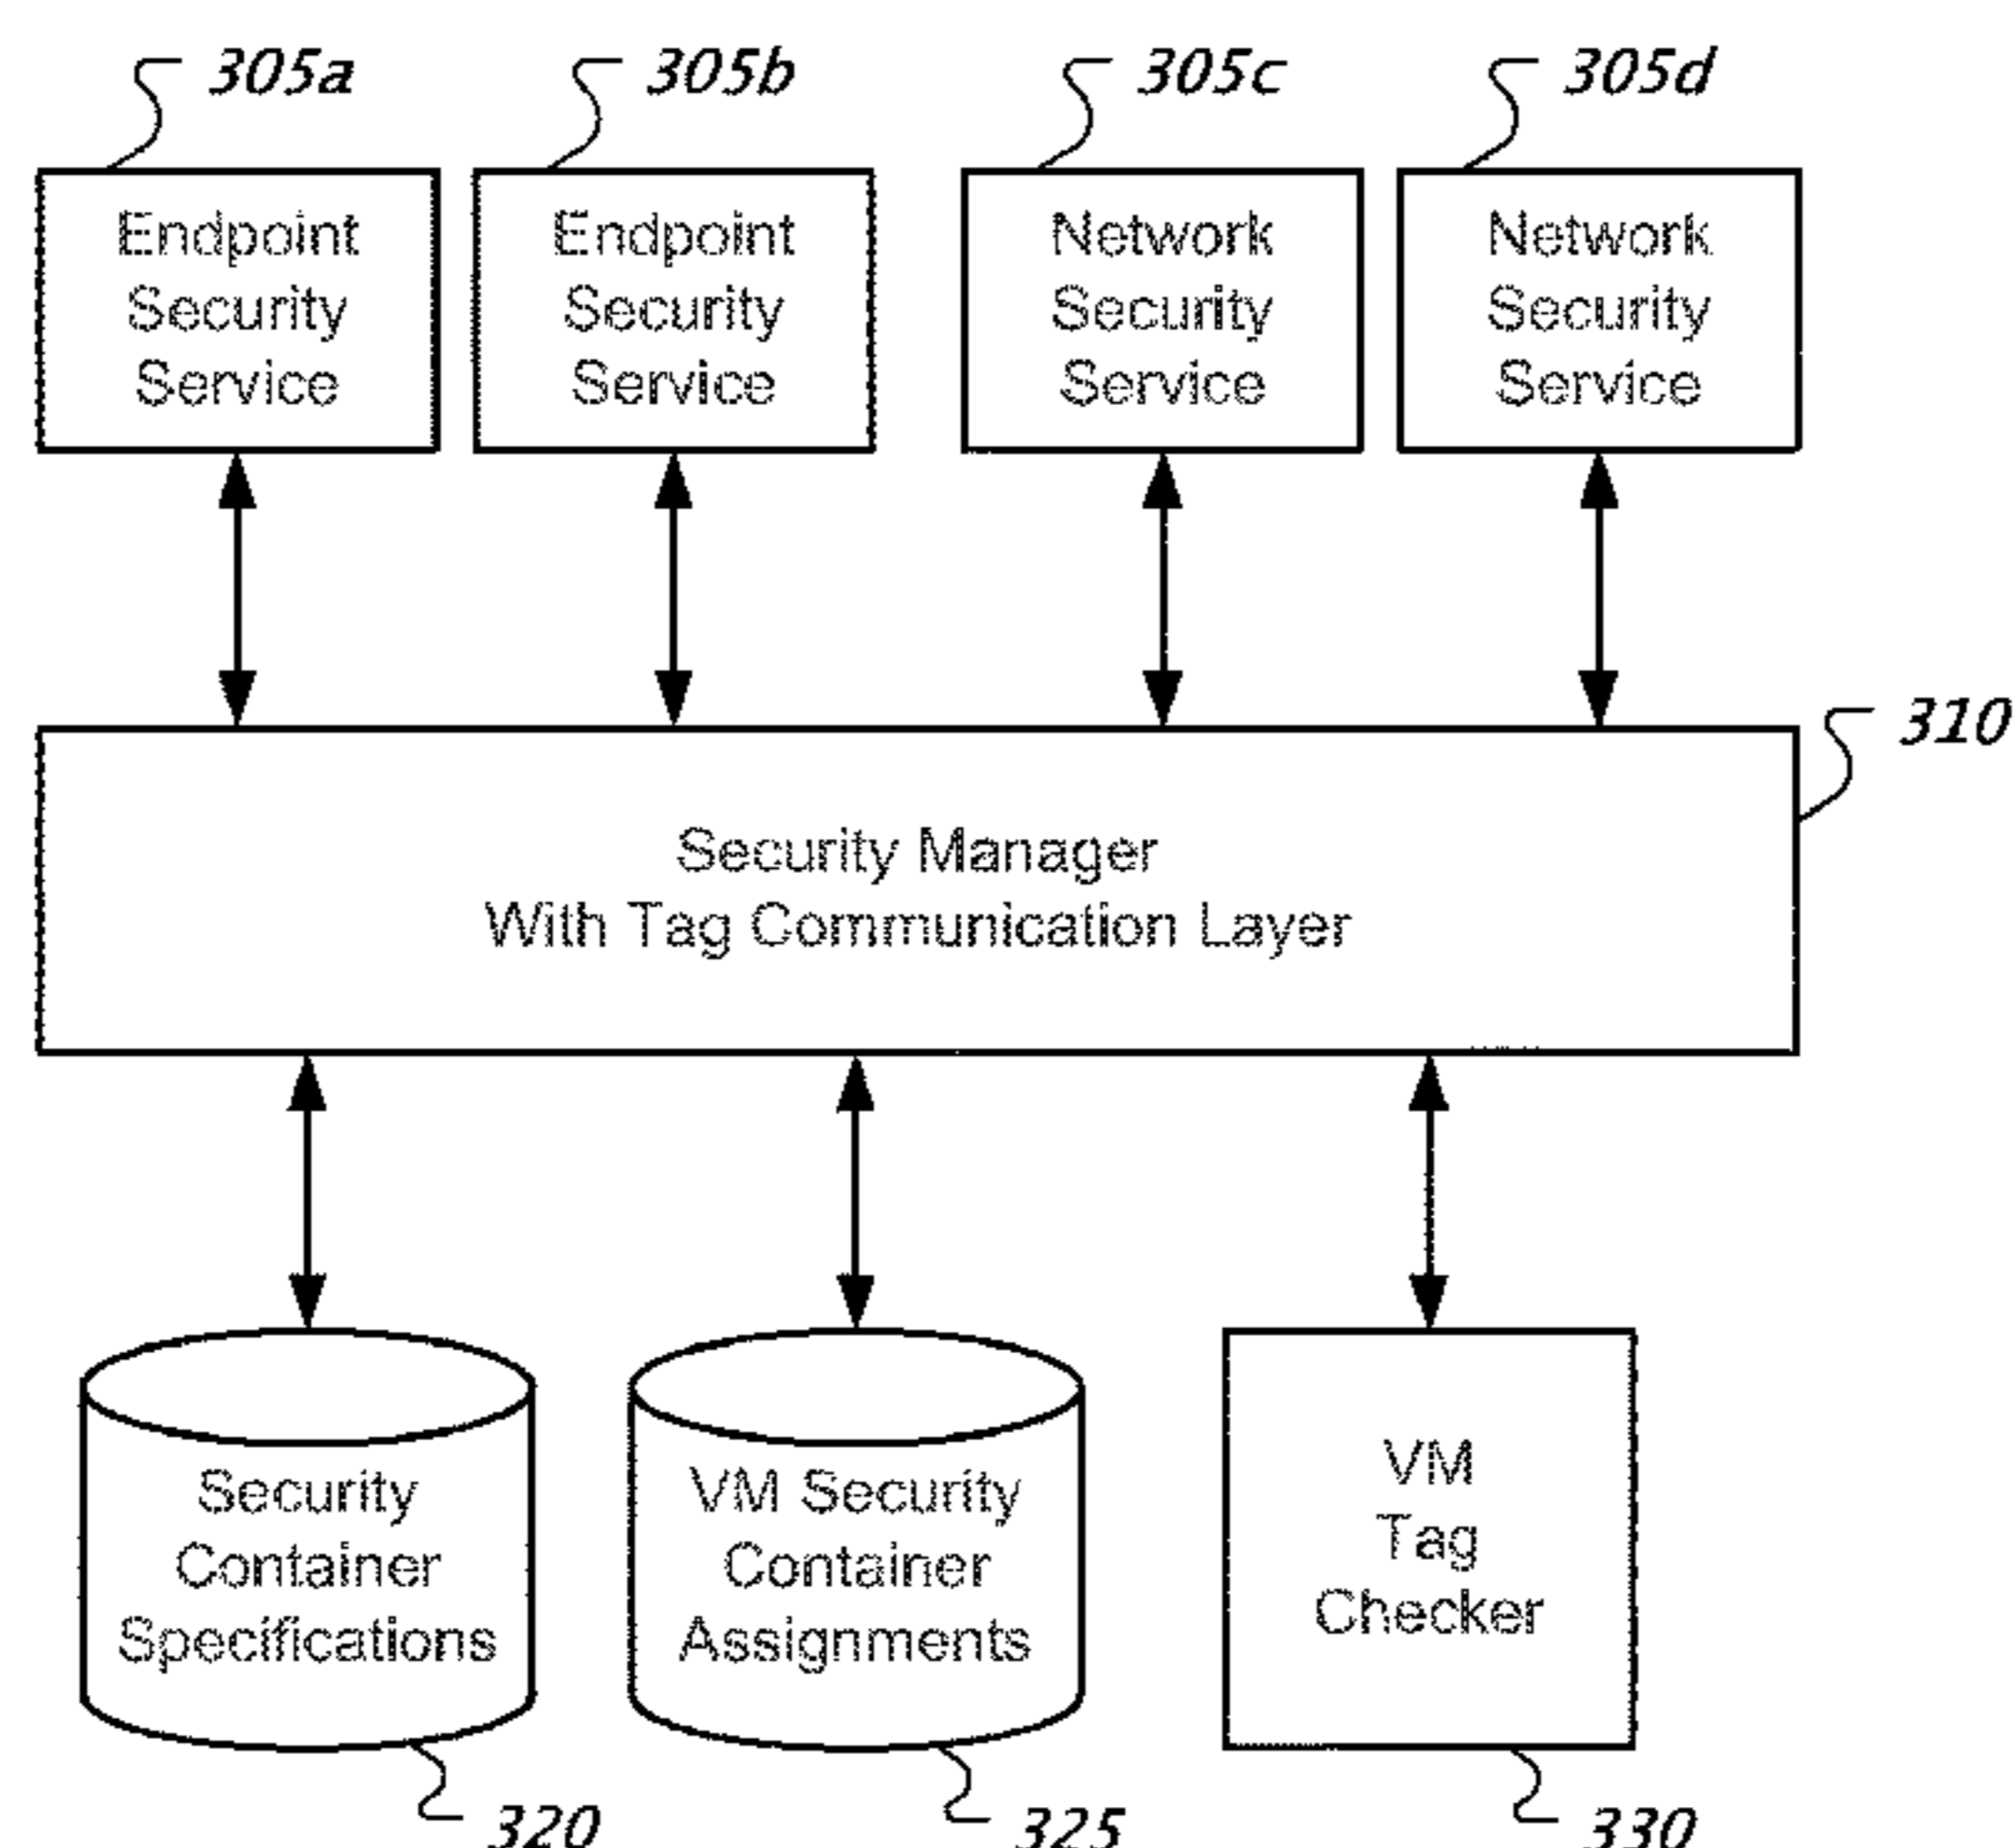 305a
305b
305c
305d
Endpoint
Security
Service
Endpoint
Security
Service
Network
Security
Service
Network
Security
Service
310
Security Manager
With Tag Communication Layer
Security
Container
Specifications
VM Security
Container
Assignments
VM
Tag
Checker
320
325
330